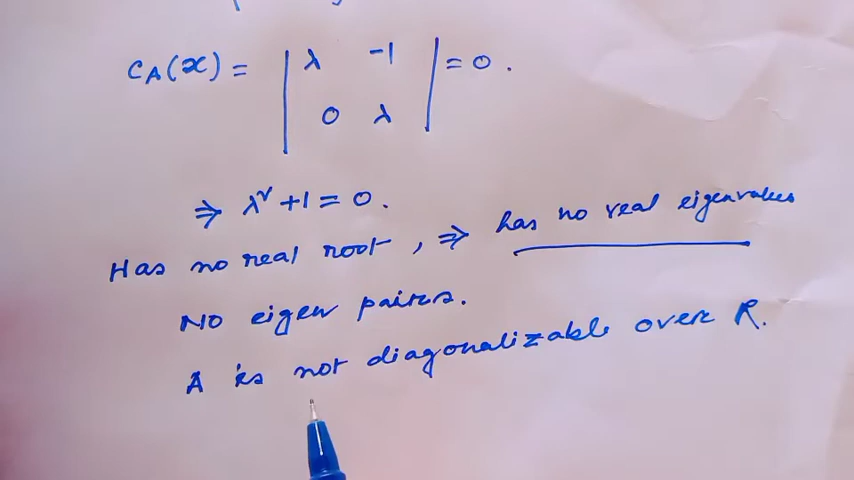 C_A(x) = | λ -1 | = 0.
| 0 λ |
⇒ λ² + 1 = 0.
Has no real root, ⇒ has no real eigenvalues
No eigen pairs.
A is not diagonalizable over R.